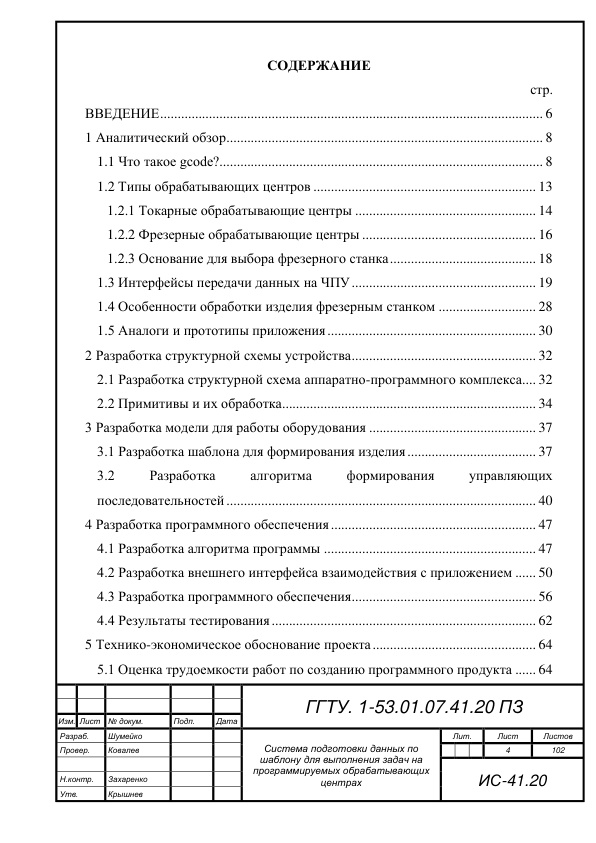 СОДЕРЖАНИЕ
стр.
ВВЕДЕНИЕ............ 6
1 Аналитический обзор............ 8
1.1 Что такое gcode?............ 8
1.2 Типы обрабатывающих центров ............ 13
1.2.1 Токарные обрабатывающие центры ............ 14
1.2.2 Фрезерные обрабатывающие центры ............ 16
1.2.3 Основание для выбора фрезерного станка............ 18
1.3 Интерфейсы передачи данных на ЧПУ............ 19
1.4 Особенности обработки изделия фрезерным станком ............ 28
1.5 Аналоги и прототипы приложения............ 30
2 Разработка структурной схемы устройства............ 32
2.1 Разработка структурной схема аппаратно-программного комплекса.... 32
2.2 Примитивы и их обработка............ 34
3 Разработка модели для работы оборудования ............ 37
3.1 Разработка шаблона для формирования изделия............ 37
3.2 Разработка алгоритма формирования управляющих
последовательностей............ 40
4 Разработка программного обеспечения............ 47
4.1 Разработка алгоритма программы ............ 47
4.2 Разработка внешнего интерфейса взаимодействия с приложением ...... 50
4.3 Разработка программного обеспечения............ 56
4.4 Результаты тестирования............ 62
5 Технико-экономическое обоснование проекта............ 64
5.1 Оценка трудоемкости работ по созданию программного продукта ...... 64
ГГТУ. 1-53.01.07.41.20 ПЗ
Изм. Лист № докум. Подп. Дата
Разраб. Шумейко
Провер. Ковалев
Н.контр. Захаренко
Утв. Крышнев
Система подготовки данных по
шаблону для выполнения задач на
программируемых обрабатывающих
центрах
Лит. Лист Листов
4 102
ИС-41.20